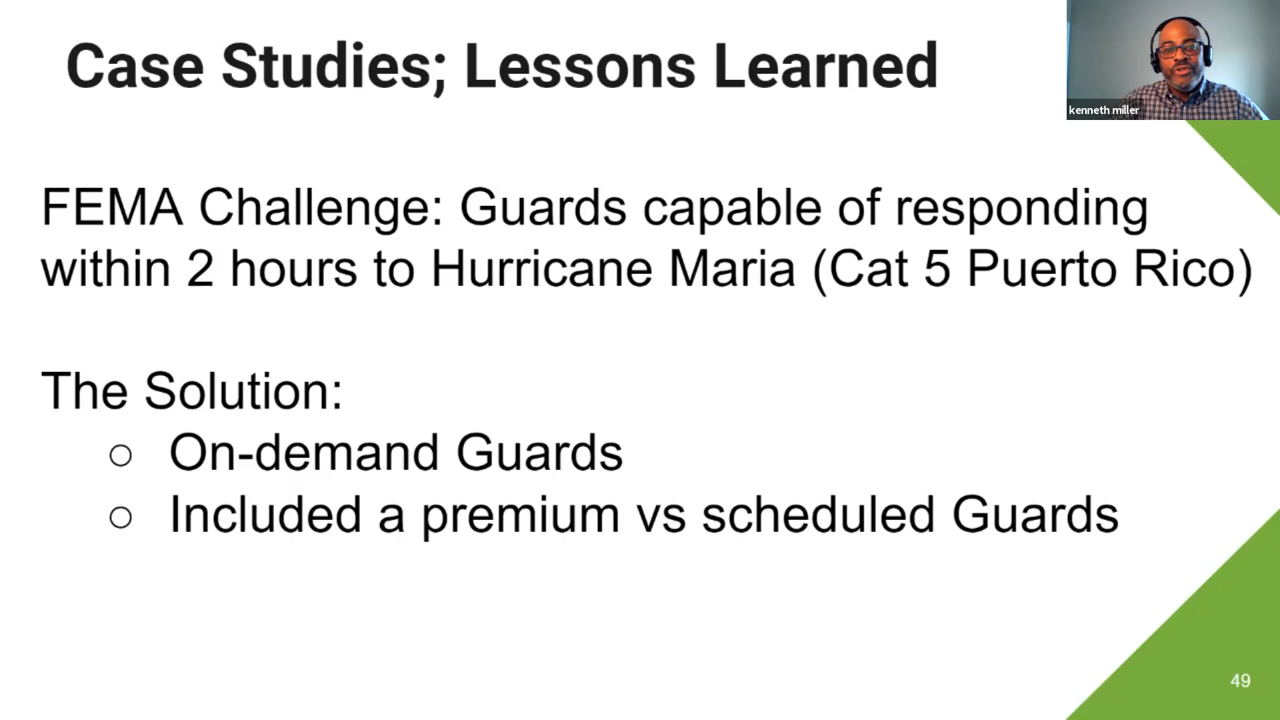 Case Studies; Lessons Learned
kenneth miller
FEMA Challenge: Guards capable of responding
within 2 hours to Hurricane Maria (Cat 5 Puerto Rico)
The Solution:
○ On-demand Guards
○ Included a premium vs scheduled Guards
49